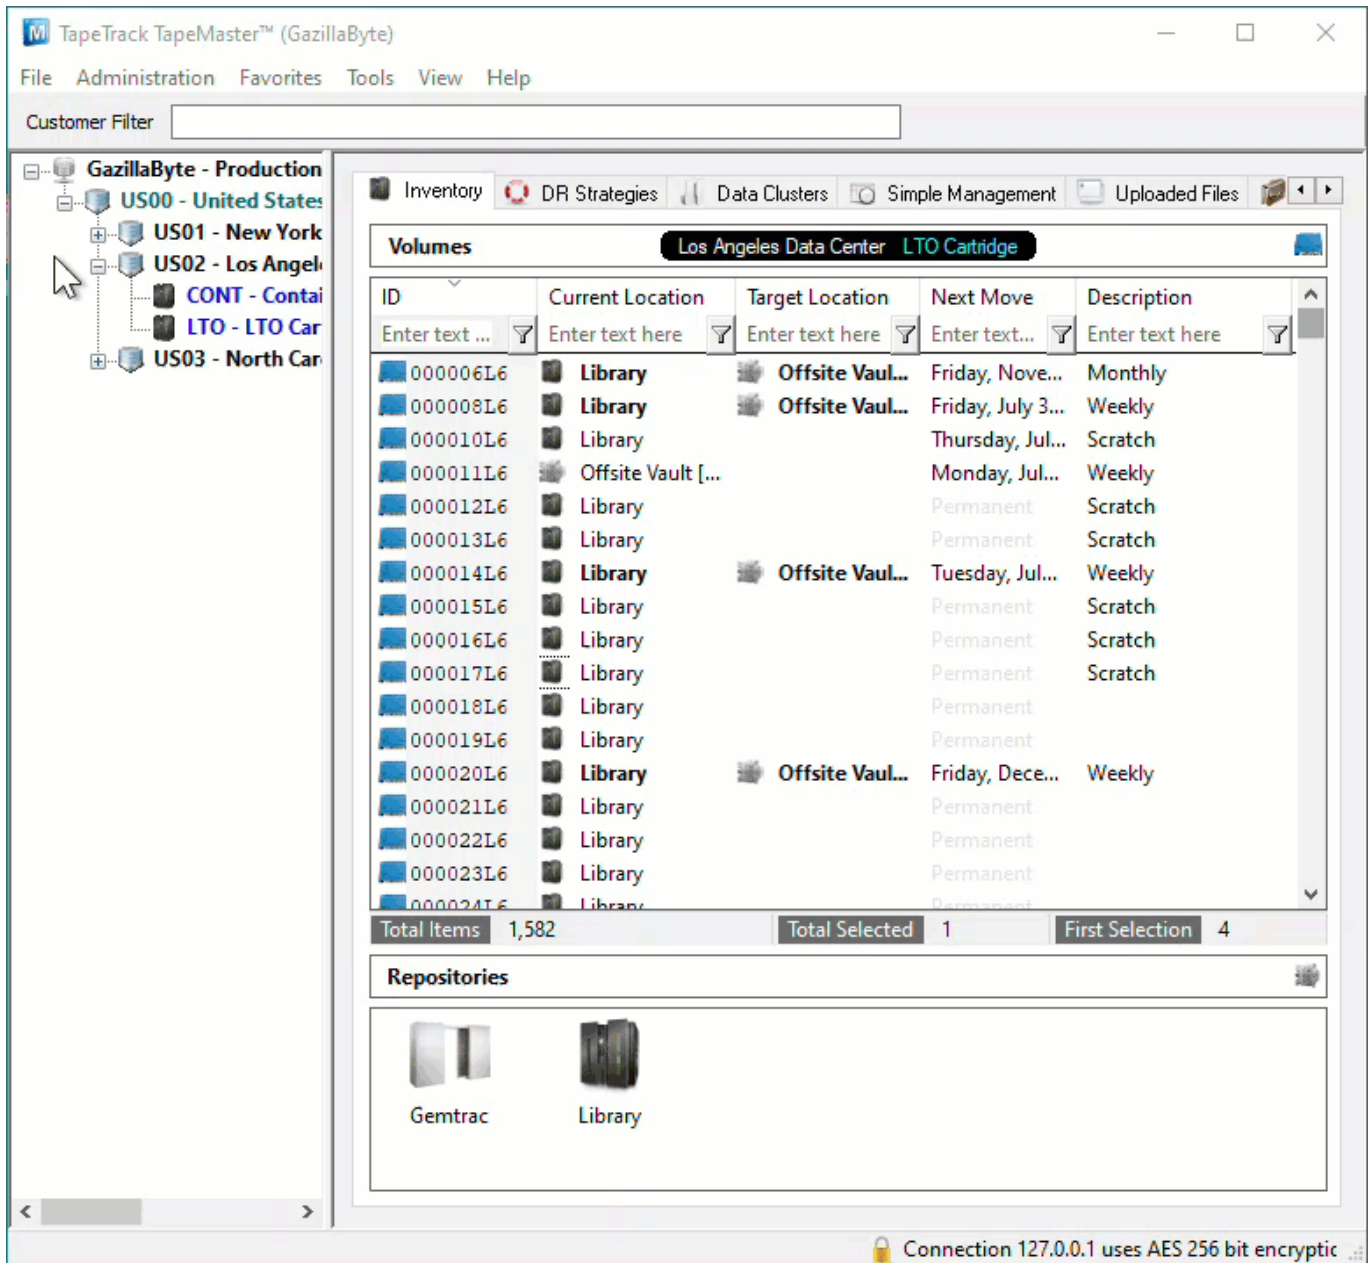 TapeTrack TapeMaster™ (GazillaByte)
File Administration Favorites Tools View Help
Customer Filter
GazillaByte - Production
US00 - United States
US01 - New York
US02 - Los Angel
CONT - Contai
LTO - LTO Car
US03 - North Car
Inventory DR Strategies Data Clusters Simple Management Uploaded Files
Volumes Los Angeles Data Center LTO Cartridge
ID Current Location Target Location Next Move Description
Enter text ... Enter text here Enter text here Enter text... Enter text here
000006L6 Library Offsite Vaul... Friday, Nove... Monthly
000008L6 Library Offsite Vaul... Friday, July 3... Weekly
000010L6 Library Thursday, Jul... Scratch
000011L6 Offsite Vault [... Monday, Jul... Weekly
000012L6 Library Permanent Scratch
000013L6 Library Permanent Scratch
000014L6 Library Offsite Vaul... Tuesday, Jul... Weekly
000015L6 Library Permanent Scratch
000016L6 Library Permanent Scratch
000017L6 Library Permanent Scratch
000018L6 Library Permanent
000019L6 Library Permanent
000020L6 Library Offsite Vaul... Friday, Dece... Weekly
000021L6 Library Permanent
000022L6 Library Permanent
000023L6 Library Permanent
000024L6 Library Permanent
Total Items 1,582 Total Selected 1 First Selection 4
Repositories
Gemtrac Library
Connection 127.0.0.1 uses AES 256 bit encryptic